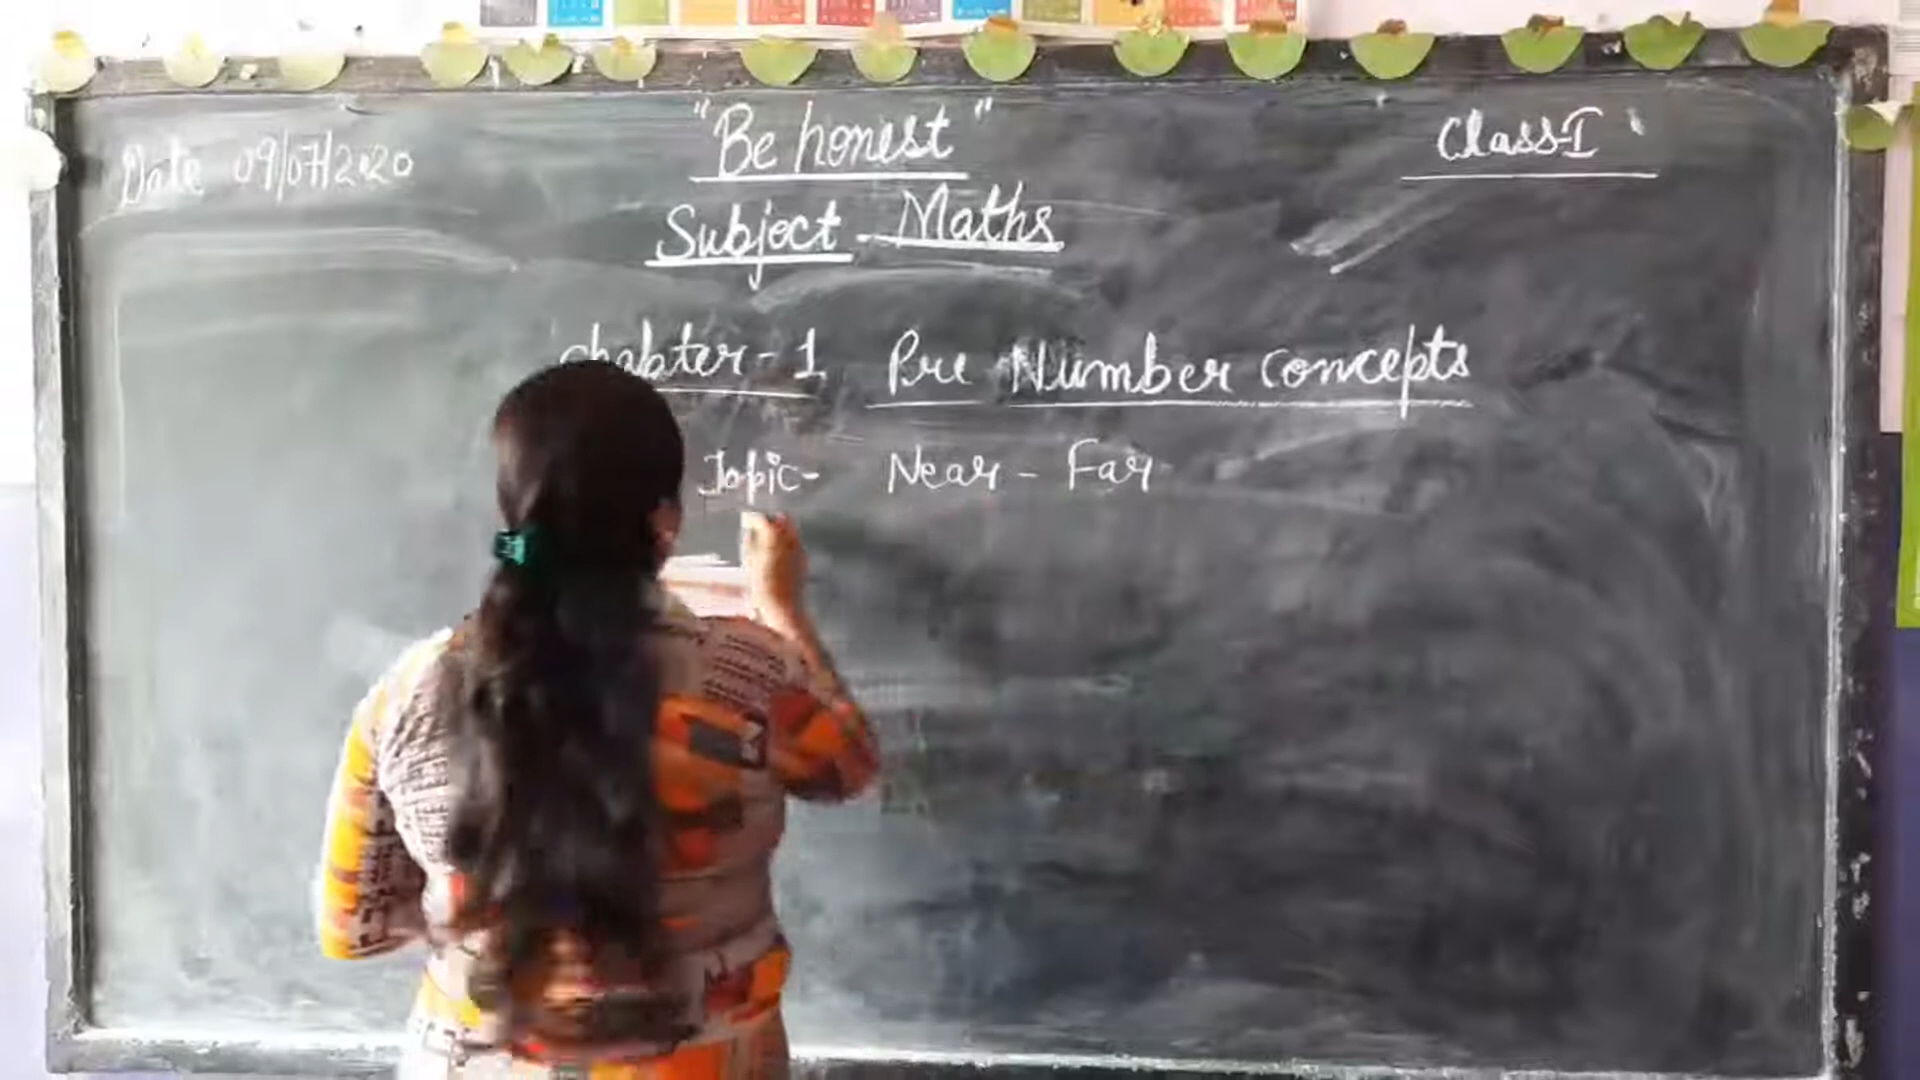 "Be honest"
Date 09/07/2020
Class-I
Subject - Maths
Chapter-1 Pre Number concepts
Topic- Near - Far